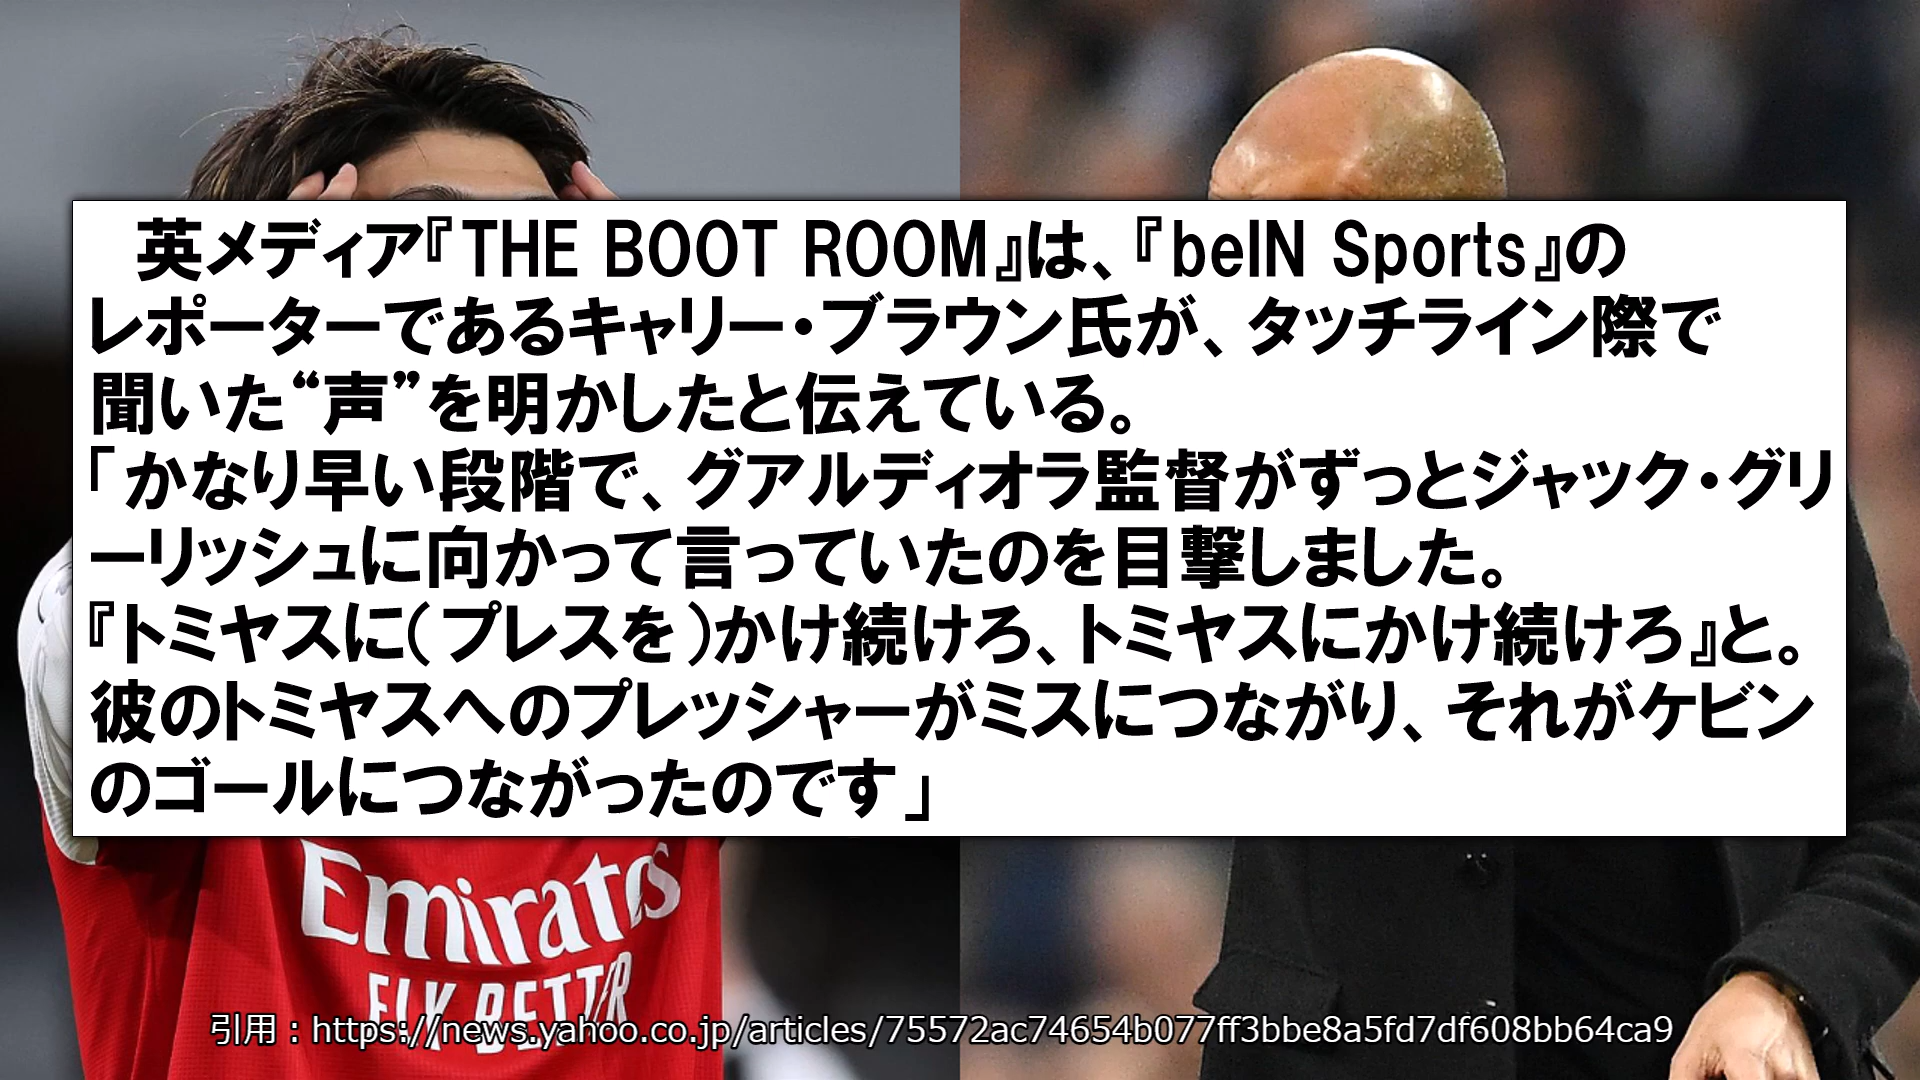 英メディア『THE BOOT ROOM』は、『beIN Sports』の
レポーターであるキャリー・ブラウン氏が、タッチライン際で
聞いた“声”を明かしたと伝えている。
「かなり早い段階で、グアルディオラ監督がずっとジャック・グリ
ーリッシュに向かって言っていたのを目撃しました。
『トミヤスに（プレスを）かけ続けろ、トミヤスにかけ続けろ』と。
彼のトミヤスへのプレッシャーがミスにつながり、それがケビン
のゴールにつながったのです」
Emirates
FLY BETTER
引用：https://news.yahoo.co.jp/articles/75572ac74654b077ff3bbe8a5fd7df608bb64ca9